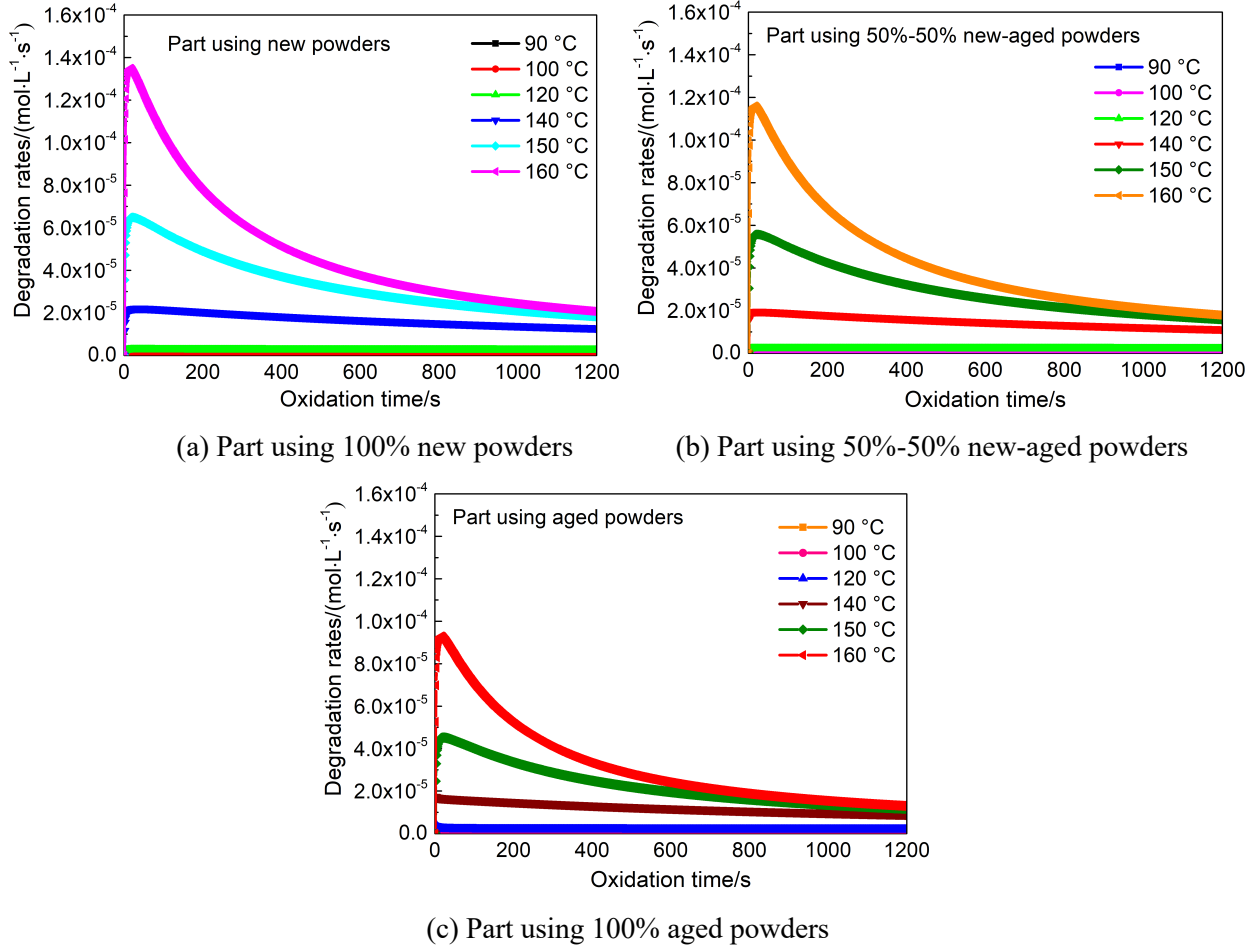 Part using new powders
90 °C
100 °C
120 °C
140 °C
150 °C
160 °C
Degradation rates/(mol·L⁻¹·s⁻¹)
1.6x10⁻⁴
1.4x10⁻⁴
1.2x10⁻⁴
1.0x10⁻⁴
8.0x10⁻⁵
6.0x10⁻⁵
4.0x10⁻⁵
2.0x10⁻⁵
0.0
0 200 400 600 800 1000 1200
Oxidation time/s
(a) Part using 100% new powders
Part using 50%-50% new-aged powders
90 °C
100 °C
120 °C
140 °C
150 °C
160 °C
Degradation rates/(mol·L⁻¹·s⁻¹)
1.6x10⁻⁴
1.4x10⁻⁴
1.2x10⁻⁴
1.0x10⁻⁴
8.0x10⁻⁵
6.0x10⁻⁵
4.0x10⁻⁵
2.0x10⁻⁵
0.0
0 200 400 600 800 1000 1200
Oxidation time/s
(b) Part using 50%-50% new-aged powders
Part using aged powders
90 °C
100 °C
120 °C
140 °C
150 °C
160 °C
Degradation rates/(mol·L⁻¹·s⁻¹)
1.6x10⁻⁴
1.4x10⁻⁴
1.2x10⁻⁴
1.0x10⁻⁴
8.0x10⁻⁵
6.0x10⁻⁵
4.0x10⁻⁵
2.0x10⁻⁵
0.0
0 200 400 600 800 1000 1200
Oxidation time/s
(c) Part using 100% aged powders